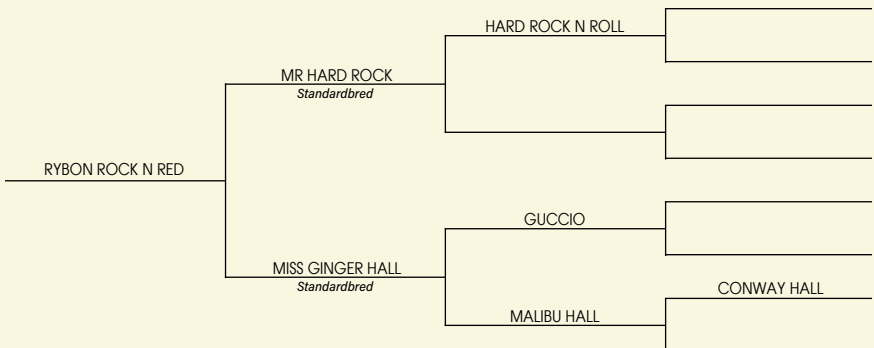 HARD ROCK N ROLL
MR HARD ROCK
Standardbred
RYBON ROCK N RED
GUCCIO
MISS GINGER HALL
Standardbred
CONWAY HALL
MALIBU HALL